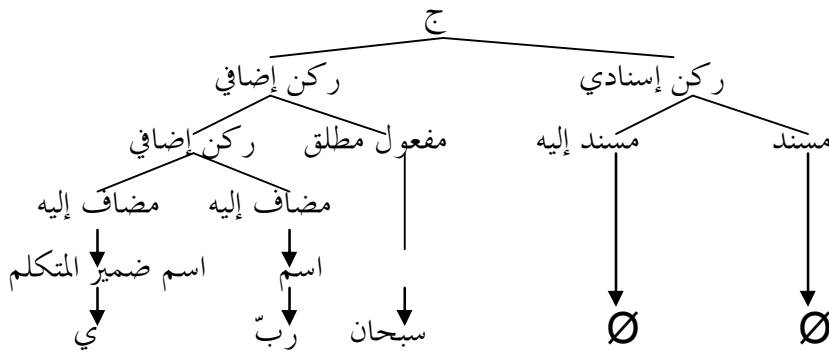 ج
ركن إسنادي ركن إضافي
مسند مسند إليه مفعول مطلق ركن إضافي
مضاف إليه مضاف إليه
اسم اسم ضمير المتكلم
Ø Ø سبحان ربّ ي